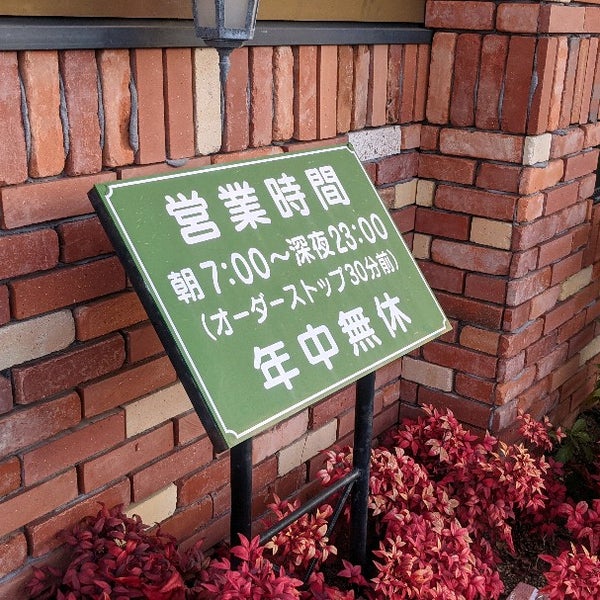 営業時間
朝7:00～深夜23:00
(オーダーストップ30分前)
年中無休